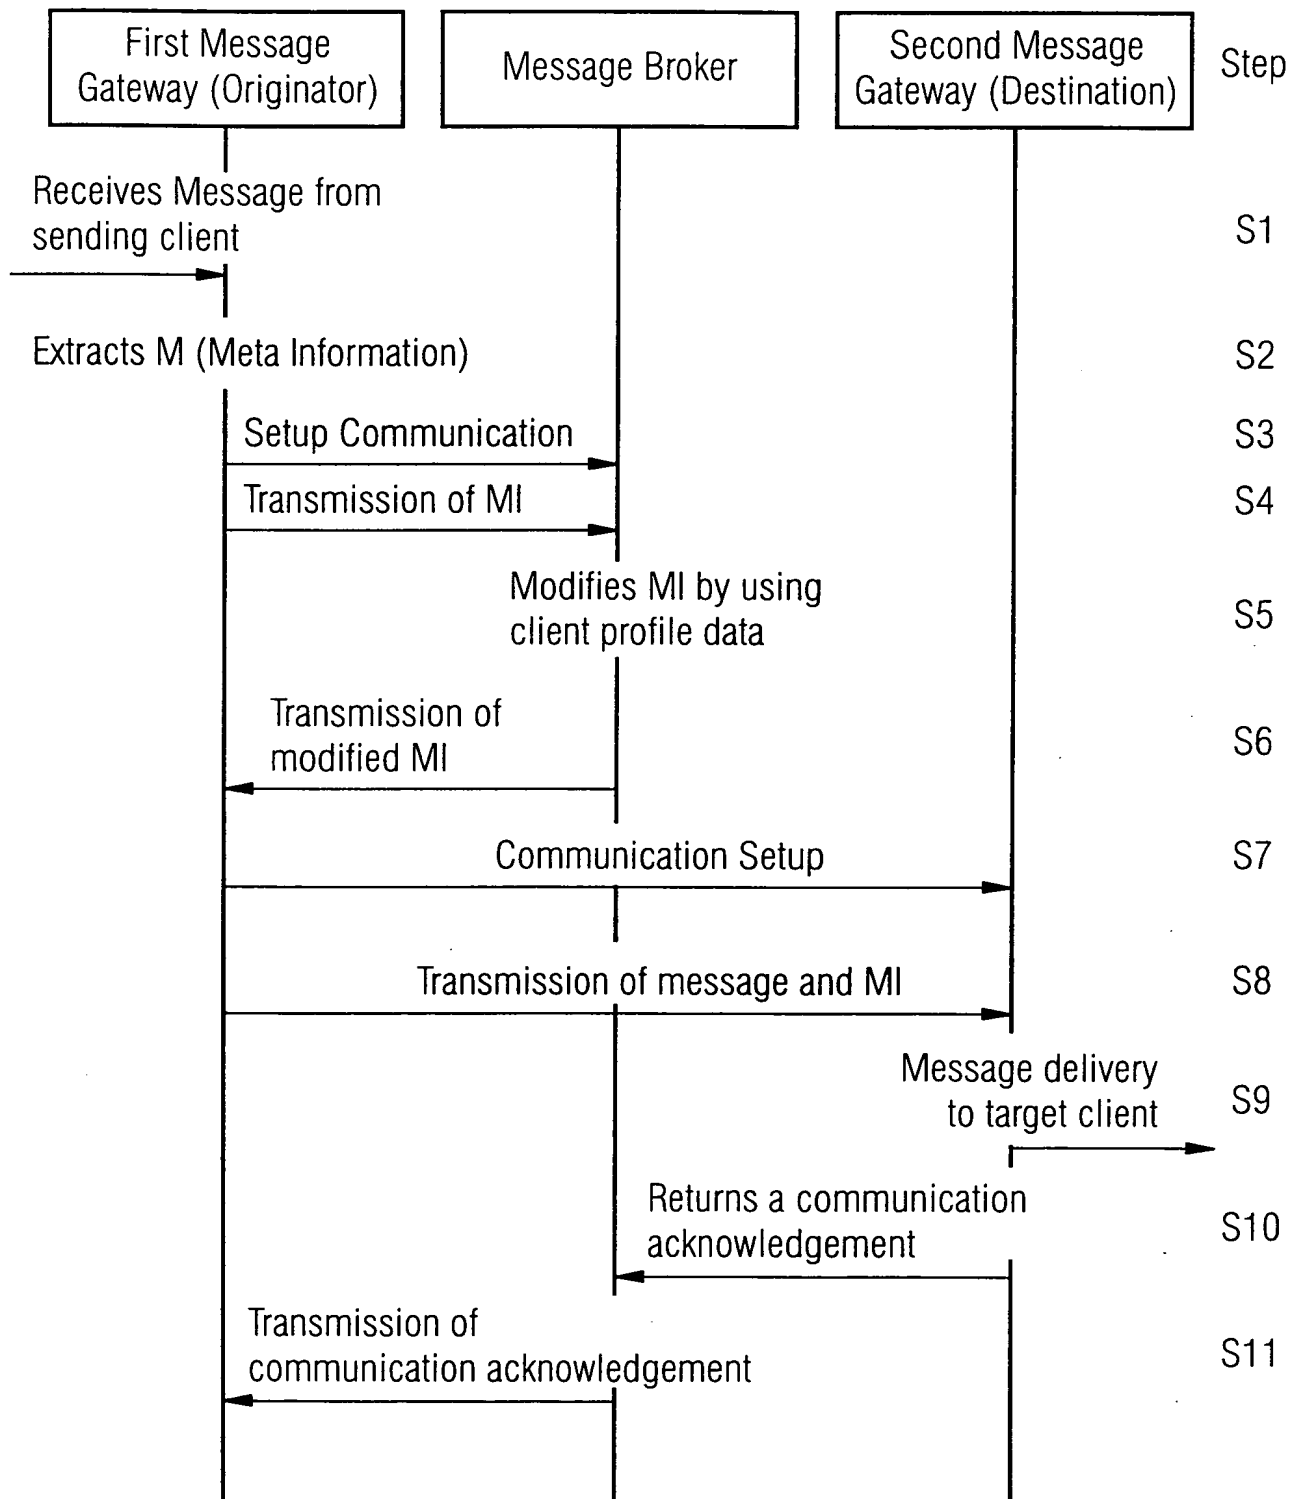 First Message
Gateway (Originator)
Message Broker
Second Message
Gateway (Destination)
Step
Receives Message from
sending client
S1
Extracts M (Meta Information)
S2
Setup Communication
S3
Transmission of MI
S4
Modifies MI by using
client profile data
S5
Transmission of
modified MI
S6
Communication Setup
S7
Transmission of message and MI
S8
Message delivery
to target client
S9
Returns a communication
acknowledgement
S10
Transmission of
communication acknowledgement
S11